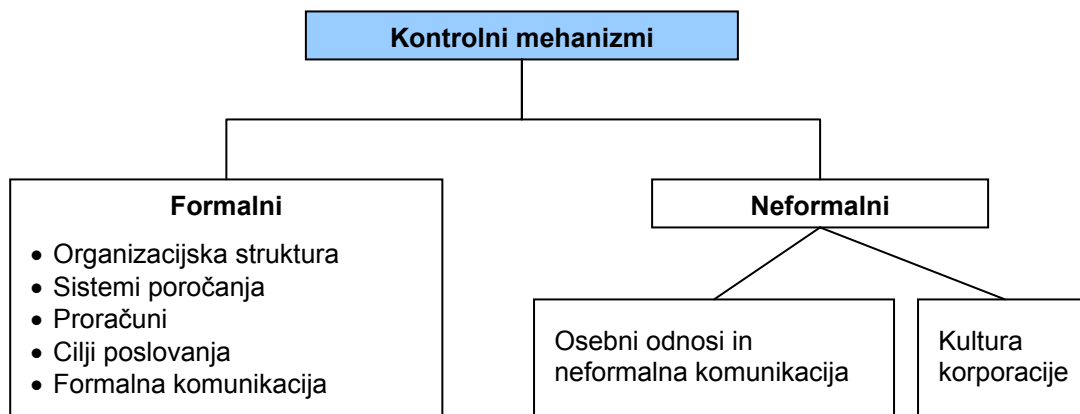 Kontrolni mehanizmi
Formalni
• Organizacijska struktura
• Sistemi poročanja
• Proračuni
• Cilji poslovanja
• Formalna komunikacija
Neformalni
Osebni odnosi in
neformalna komunikacija
Kultura
korporacije